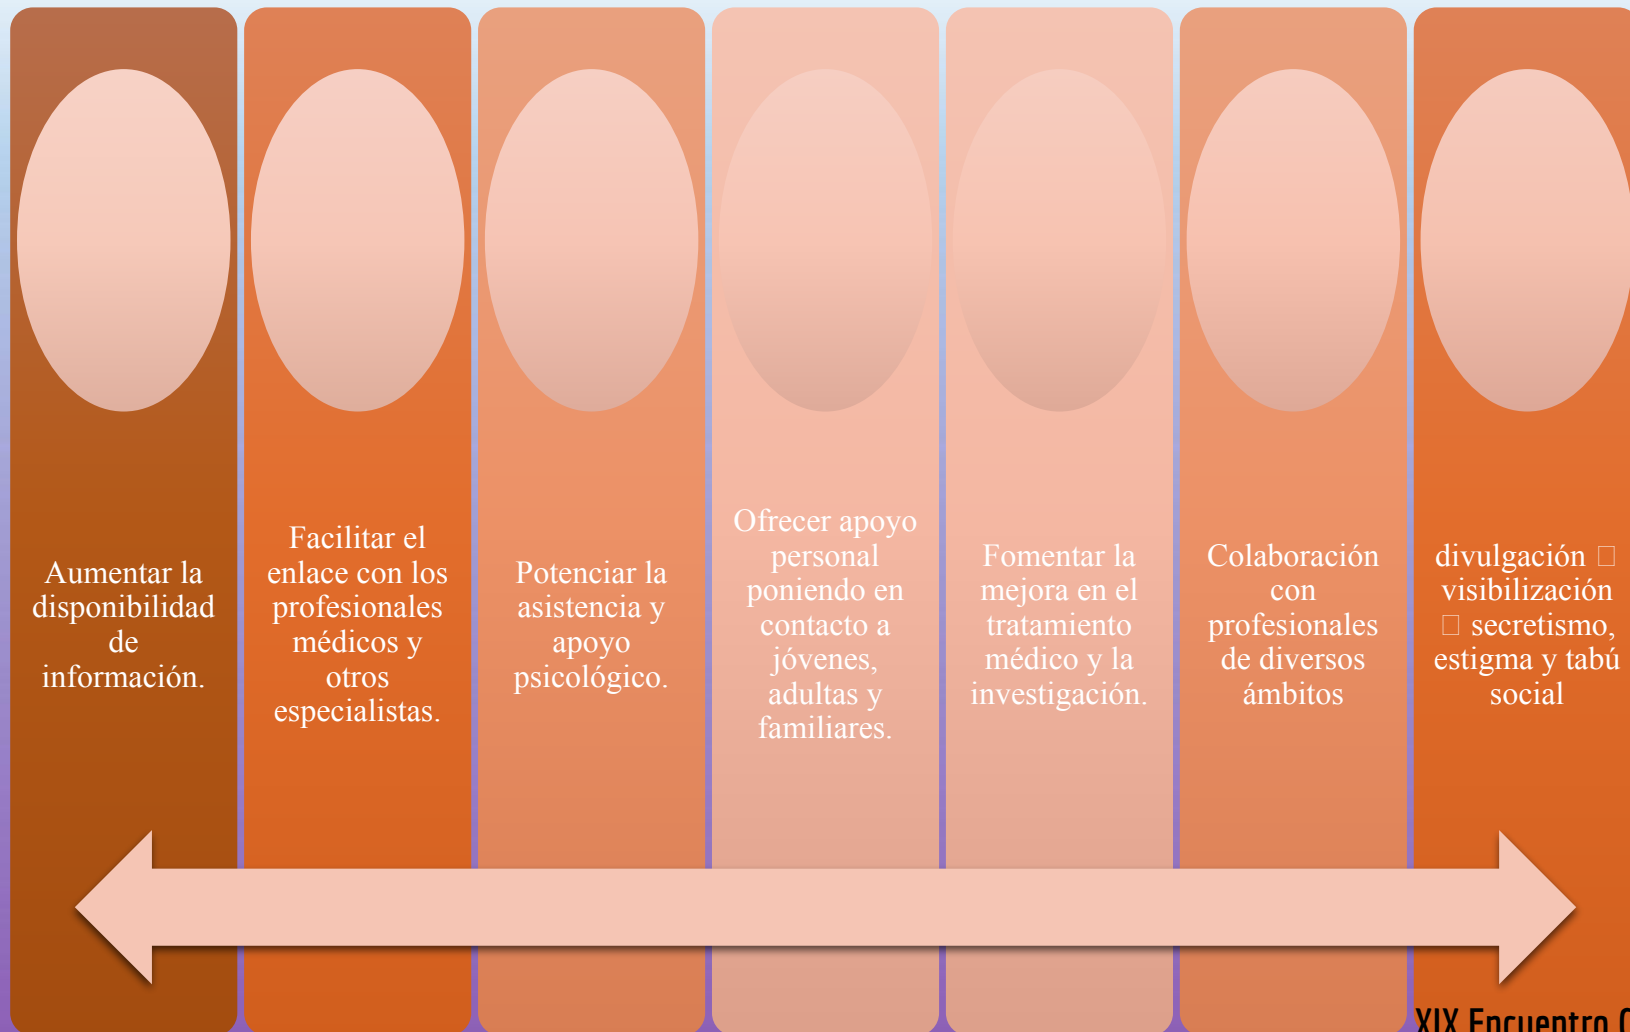 Aumentar la
disponibilidad
de
información.
Facilitar el
enlace con los
profesionales
médicos y
otros
especialistas.
Potenciar la
asistencia y
apoyo
psicológico.
Ofrecer apoyo
personal
poniendo en
contacto a
jóvenes,
adultas y
familiares.
Fomentar la
mejora en el
tratamiento
médico y la
investigación.
Colaboración
con
profesionales
de diversos
ámbitos
divulgación □
visibilización
□ secretismo,
estigma y tabú
social
XIX Encuentro